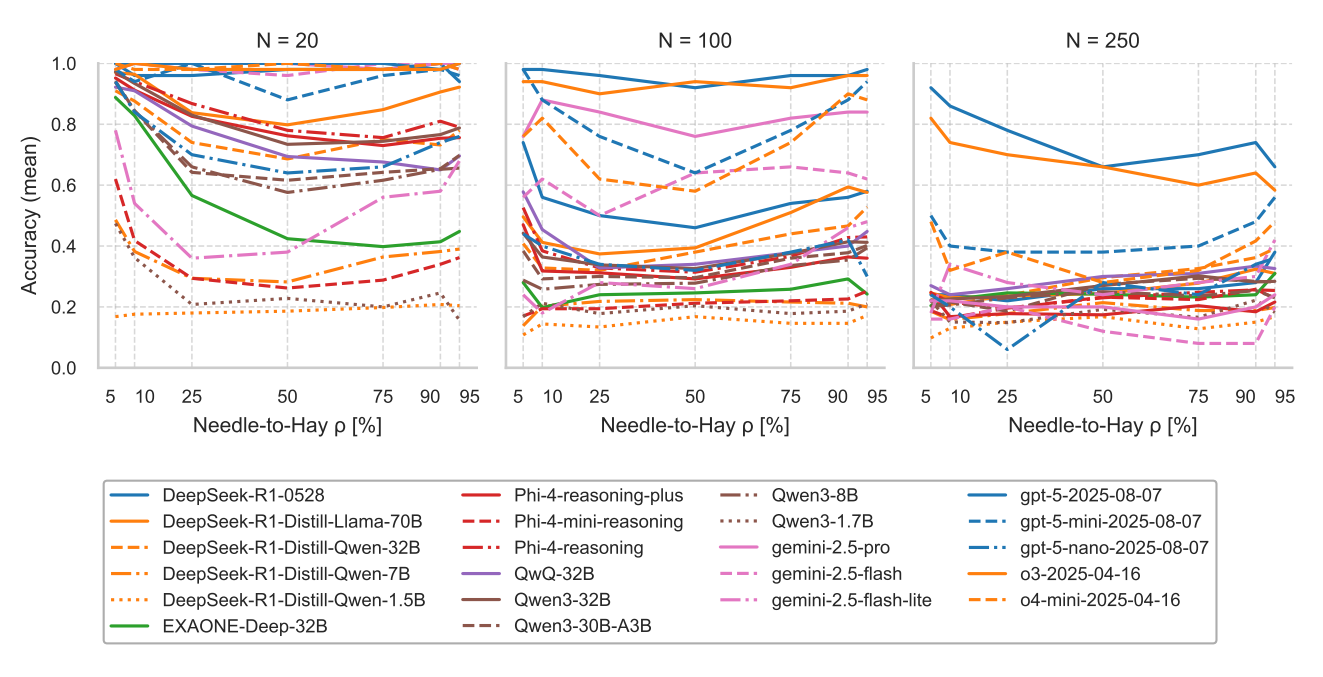 N = 20
N = 100
N = 250
Accuracy (mean)
1.0
0.8
0.6
0.4
0.2
0.0
5 10 25 50 75 90 95
5 10 25 50 75 90 95
5 10 25 50 75 90 95
Needle-to-Hay ρ [%]
Needle-to-Hay ρ [%]
Needle-to-Hay ρ [%]
DeepSeek-R1-0528
DeepSeek-R1-Distill-Llama-70B
DeepSeek-R1-Distill-Qwen-32B
DeepSeek-R1-Distill-Qwen-7B
DeepSeek-R1-Distill-Qwen-1.5B
EXAONE-Deep-32B
Phi-4-reasoning-plus
Phi-4-mini-reasoning
Phi-4-reasoning
QwQ-32B
Qwen3-32B
Qwen3-30B-A3B
Qwen3-8B
Qwen3-1.7B
gemini-2.5-pro
gemini-2.5-flash
gemini-2.5-flash-lite
gpt-5-2025-08-07
gpt-5-mini-2025-08-07
gpt-5-nano-2025-08-07
o3-2025-04-16
o4-mini-2025-04-16